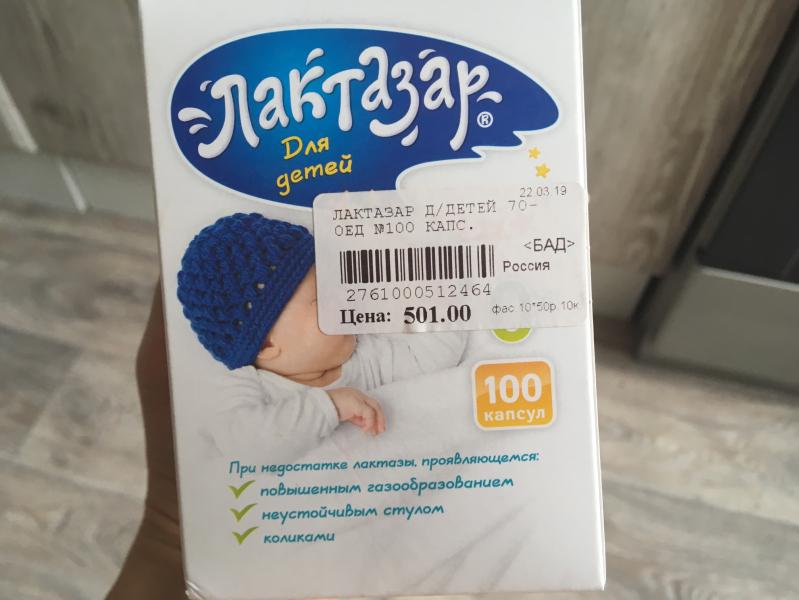 Лактазар®
Для
детей
22.03.19
ЛАКТАЗАР Д/ДЕТЕЙ 70-
ОЕД №100 КАПС.
<БАД>
Россия
2761000512464
Цена: 501.00
фас.10*50р.10к
100
капсул
При недостатке лактазы, проявляющемся:
повышенным газообразованием
неустойчивым стулом
коликами